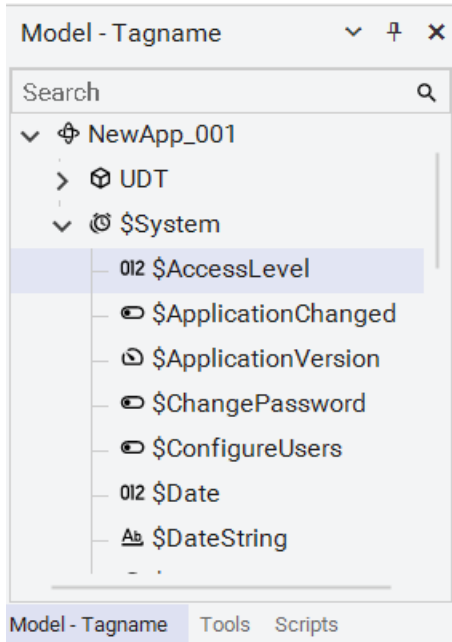 Model - Tagname
Search
NewApp_001
UDT
$System
012 $AccessLevel
$ApplicationChanged
$ApplicationVersion
$ChangePassword
$ConfigureUsers
012 $Date
Ab $DateString
Model - Tagname Tools Scripts